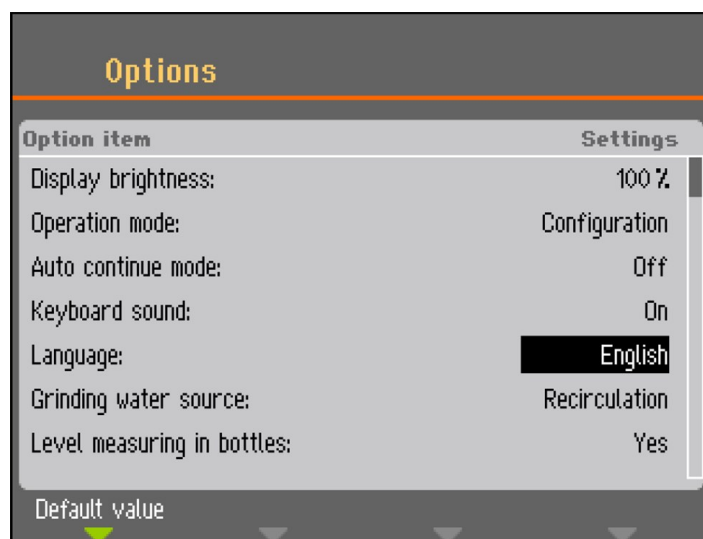 Options
Option item Settings
Display brightness: 100 %
Operation mode: Configuration
Auto continue mode: Off
Keyboard sound: On
Language: English
Grinding water source: Recirculation
Level measuring in bottles: Yes
Default value